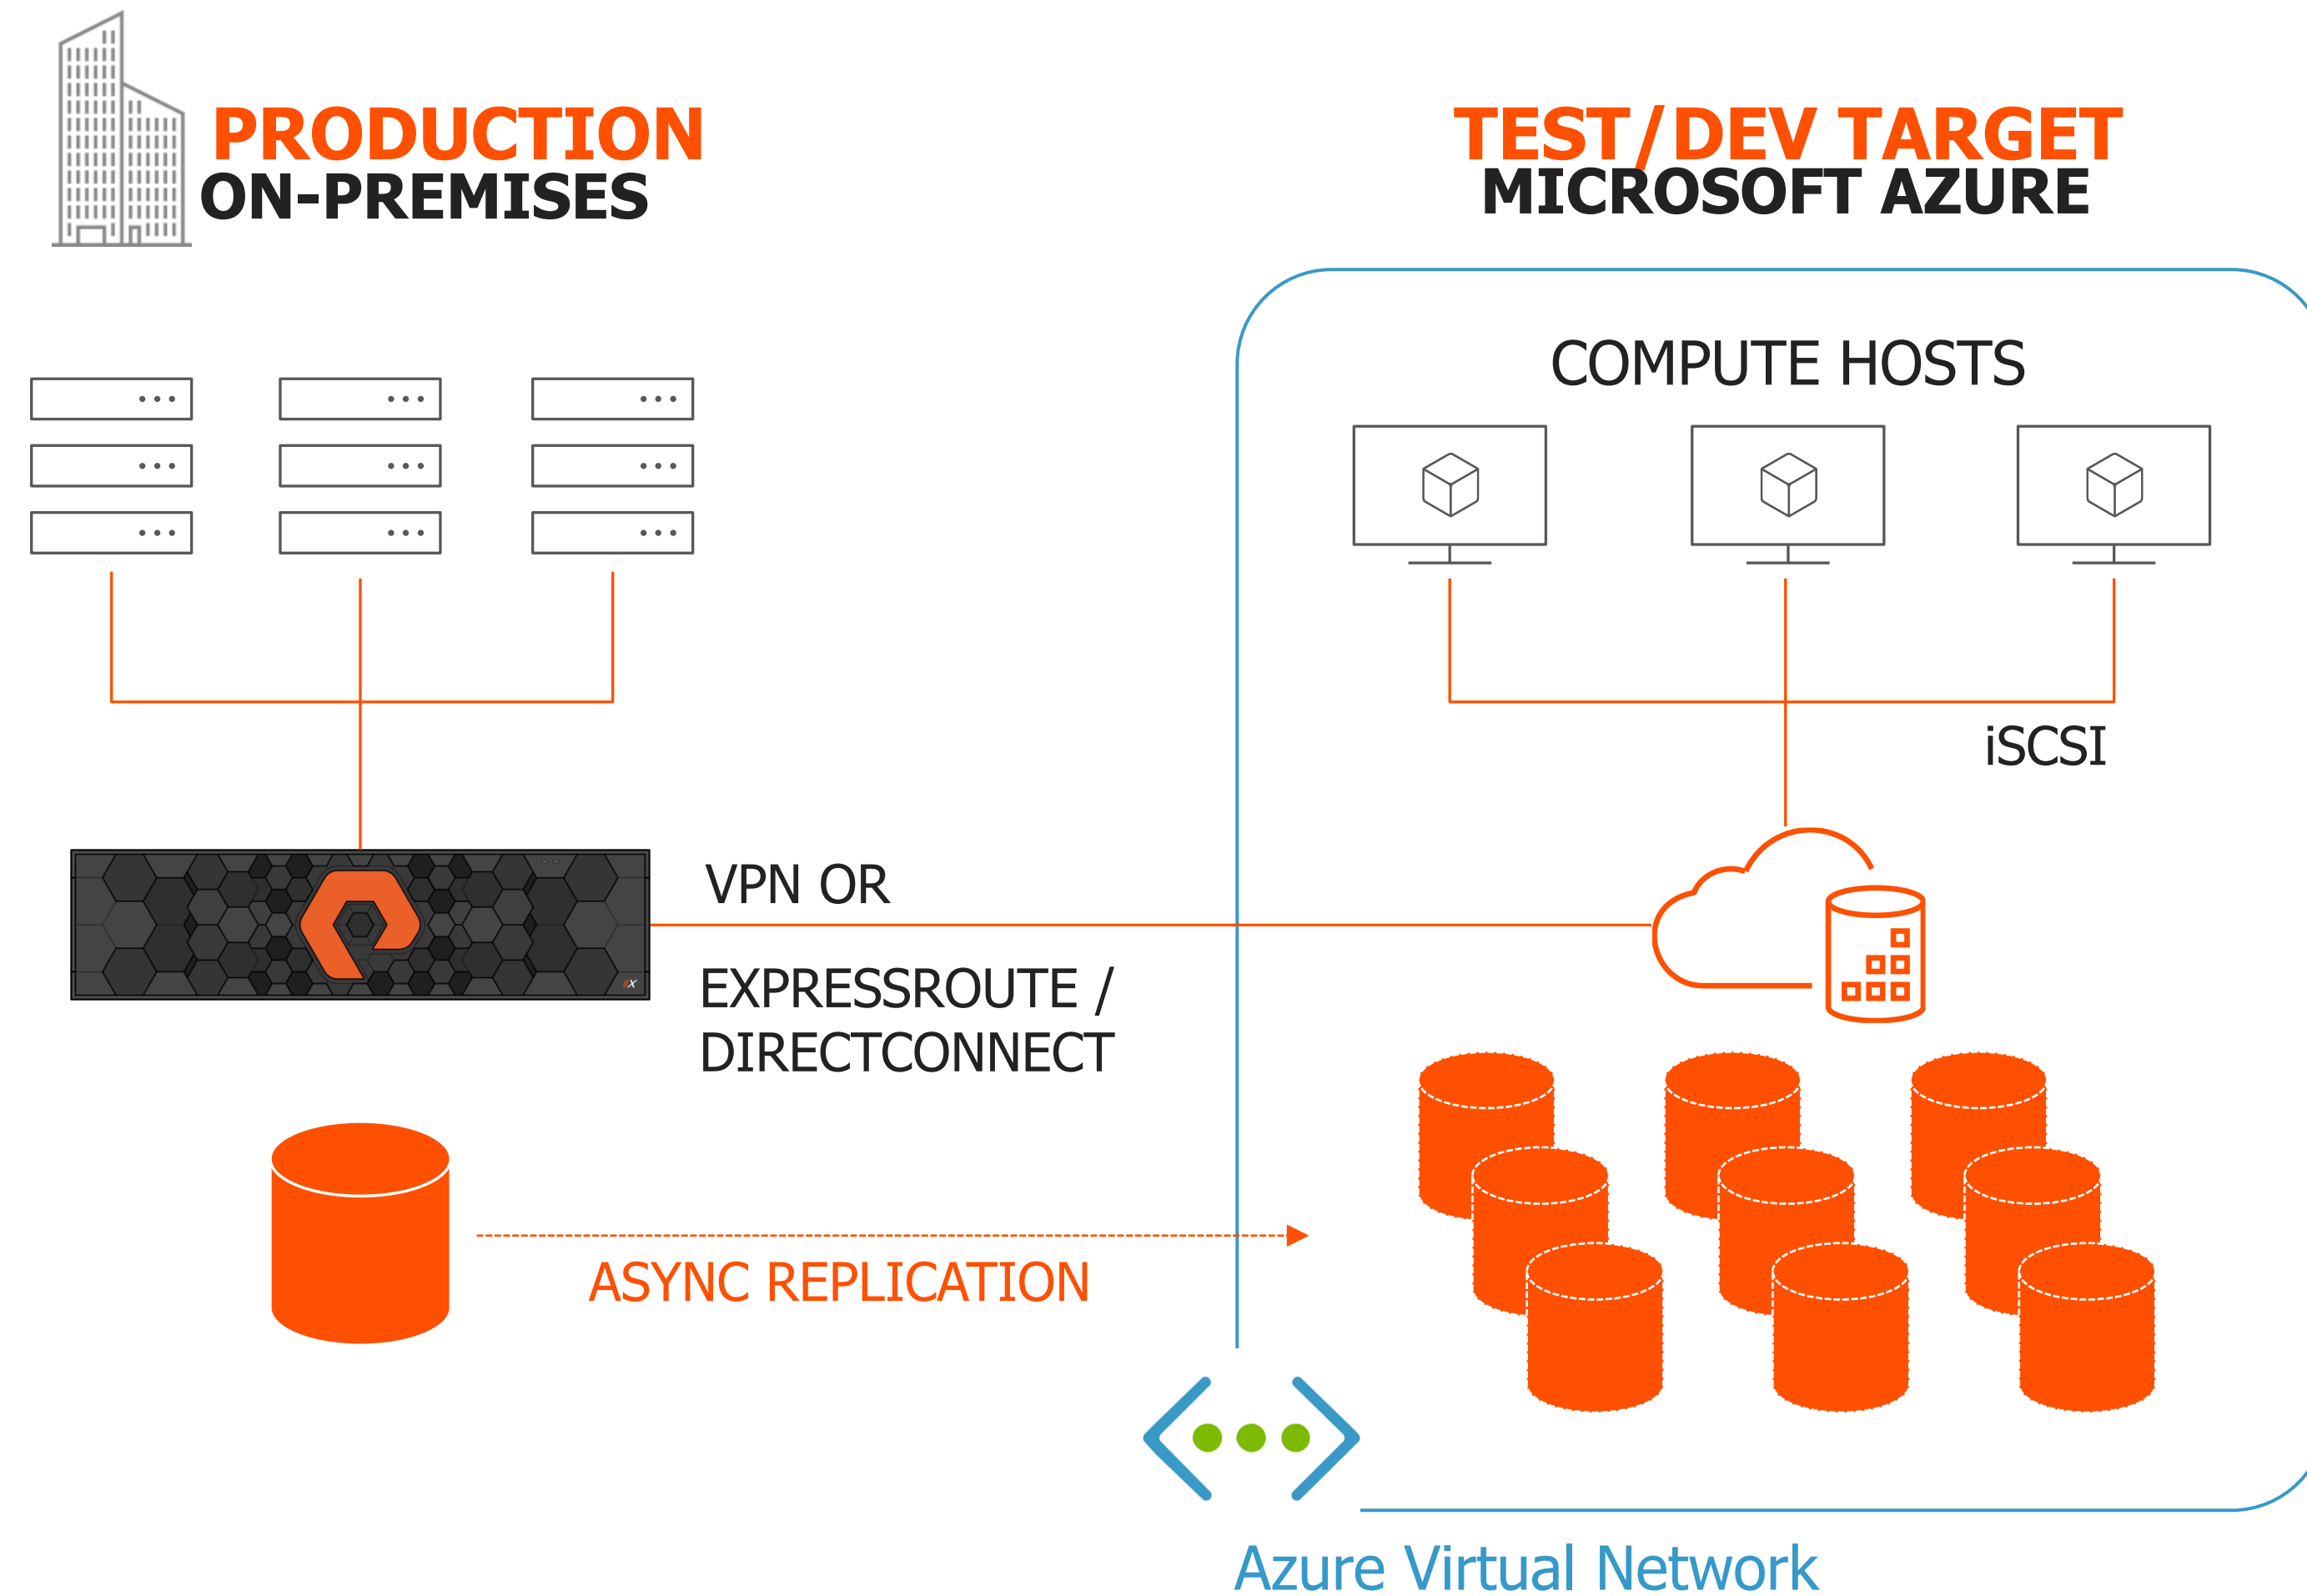 PRODUCTION
ON-PREMISES
TEST/DEV TARGET
MICROSOFT AZURE
COMPUTE HOSTS
iSCSI
VPN OR
EXPRESSROUTE /
DIRECTCONNECT
ASYNC REPLICATION
Azure Virtual Network